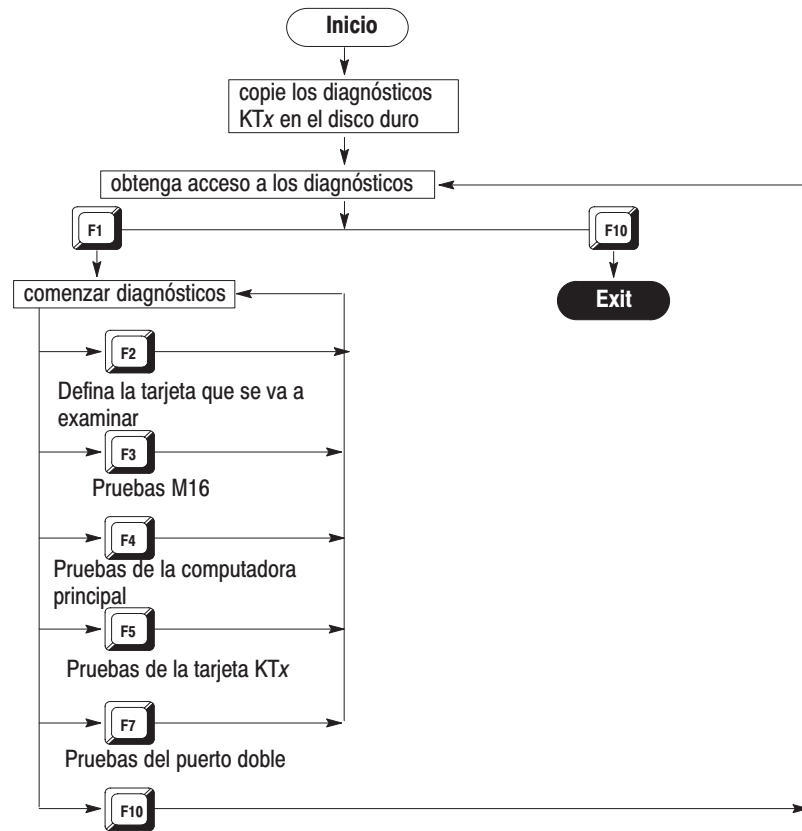 Inicio
copie los diagnósticos
KTx en el disco duro
obtenga acceso a los diagnósticos
F1
F10
comenzar diagnósticos
Exit
F2
Defina la tarjeta que se va a
examinar
F3
Pruebas M16
F4
Pruebas de la computadora
principal
F5
Pruebas de la tarjeta KTx
F7
Pruebas del puerto doble
F10